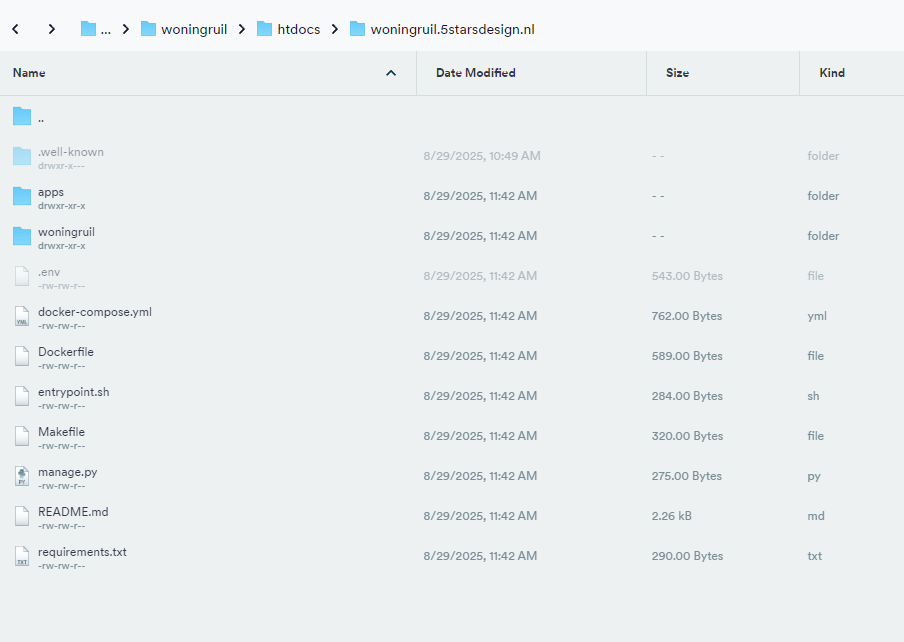 ... woningruil htdocs woningruil.5starsdesign.nl
Name Date Modified Size Kind
..
.well-known 8/29/2025, 10:49 AM - - folder
drwxr-x---
apps 8/29/2025, 11:42 AM - - folder
drwxr-xr-x
woningruil 8/29/2025, 11:42 AM - - folder
drwxr-xr-x
.env 8/29/2025, 11:42 AM 543.00 Bytes file
-rw-rw-r--
docker-compose.yml 8/29/2025, 11:42 AM 762.00 Bytes yml
YML -rw-rw-r--
Dockerfile 8/29/2025, 11:42 AM 589.00 Bytes file
-rw-rw-r--
entrypoint.sh 8/29/2025, 11:42 AM 284.00 Bytes sh
-rw-rw-r--
Makefile 8/29/2025, 11:42 AM 320.00 Bytes file
-rw-rw-r--
manage.py 8/29/2025, 11:42 AM 275.00 Bytes py
PY -rw-rw-r--
README.md 8/29/2025, 11:42 AM 2.26 kB md
-rw-rw-r--
requirements.txt 8/29/2025, 11:42 AM 290.00 Bytes txt
TXT -rw-rw-r--